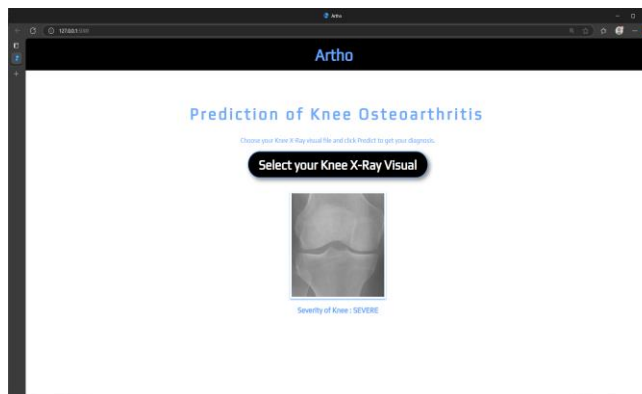 Artho
Artho
Prediction of Knee Osteoarthritis
Choose your Knee X-Ray visual file and click Predict to get your diagnosis.
Select your Knee X-Ray Visual
Severity of Knee : SEVERE